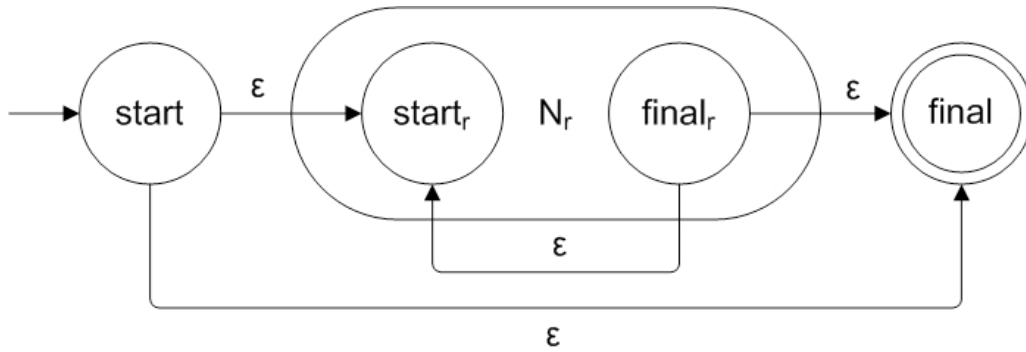 ε ε
start start_r N_r final_r final
ε
ε